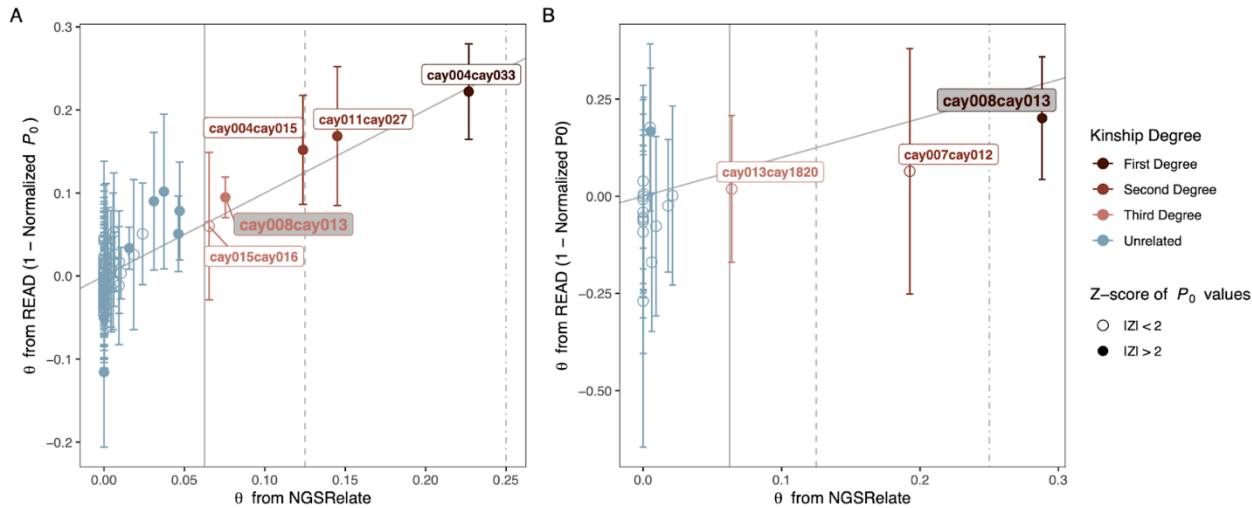 A
B
θ from READ (1 − Normalized P0)
0.3
0.2
0.1
0.0
−0.1
−0.2
cay004cay033
cay004cay015
cay011cay027
cay008cay013
cay015cay016
0.00
0.05
0.10
0.15
0.20
0.25
θ from NGSRelate
θ from READ (1 − Normalized P0)
0.25
0.00
−0.25
−0.50
cay008cay013
cay007cay012
cay013cay1820
0.0
0.1
0.2
0.3
θ from NGSRelate
Kinship Degree
First Degree
Second Degree
Third Degree
Unrelated
Z−score of P0 values
|Z| < 2
|Z| > 2